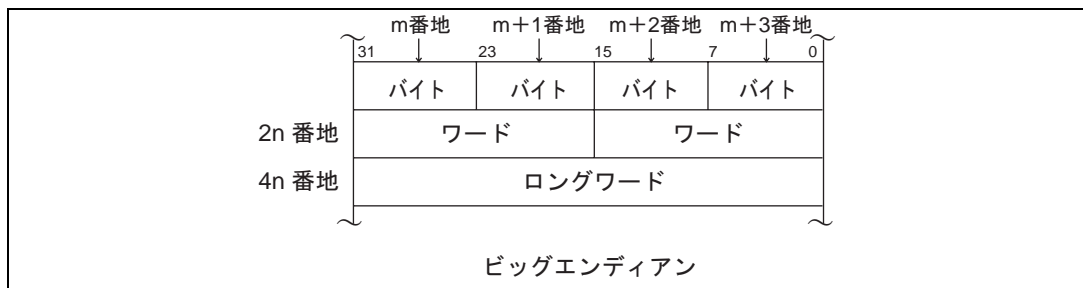 m番地 m+1番地 m+2番地 m+3番地
31 23 15 7 0
バイト バイト バイト バイト
2n 番地 ワード ワード
4n 番地 ロングワード
ビッグエンディアン